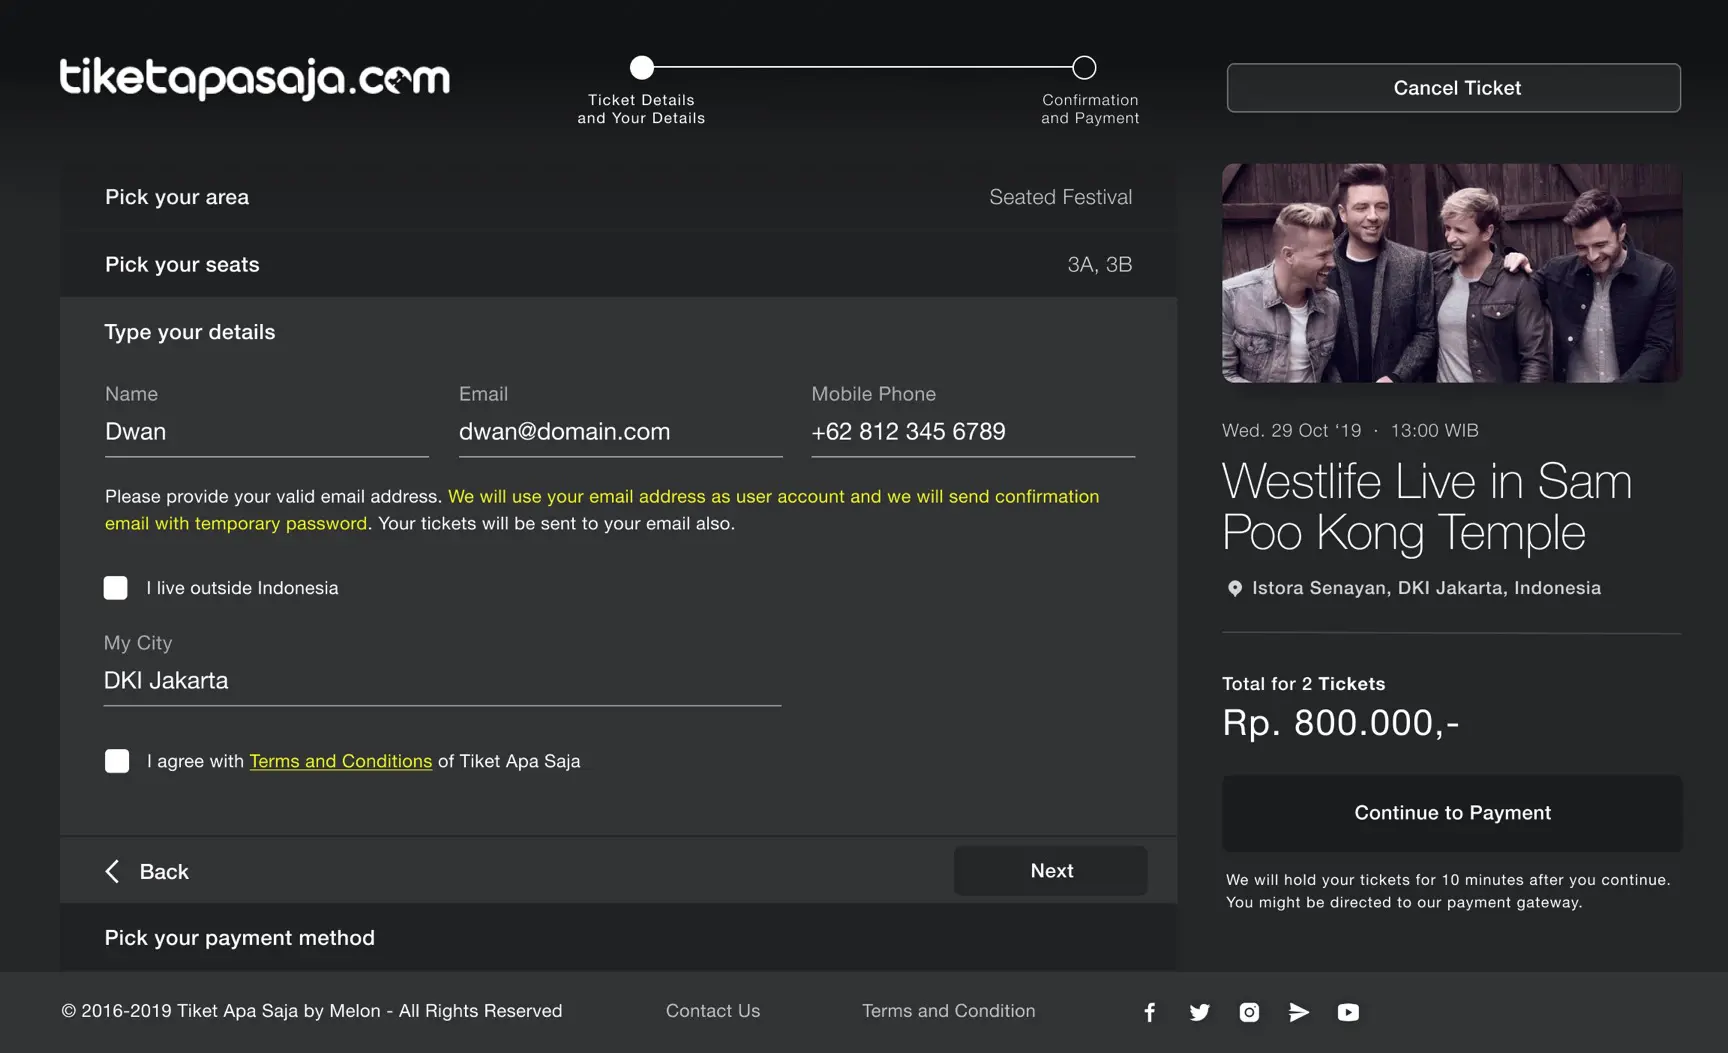 tiketapasaja.com
Ticket Details
and Your Details
Confirmation
and Payment
Cancel Ticket
Pick your area
Seated Festival
Pick your seats
3A, 3B
Type your details
Name
Dwan
Email
dwan@domain.com
Mobile Phone
+62 812 345 6789
Please provide your valid email address. We will use your email address as user account and we will send confirmation
email with temporary password. Your tickets will be sent to your email also.
I live outside Indonesia
My City
DKI Jakarta
I agree with Terms and Conditions of Tiket Apa Saja
Back
Next
Pick your payment method
Wed. 29 Oct ‘19 · 13:00 WIB
Westlife Live in Sam
Poo Kong Temple
Istora Senayan, DKI Jakarta, Indonesia
Total for 2 Tickets
Rp. 800.000,-
Continue to Payment
We will hold your tickets for 10 minutes after you continue.
You might be directed to our payment gateway.
© 2016-2019 Tiket Apa Saja by Melon - All Rights Reserved
Contact Us
Terms and Condition